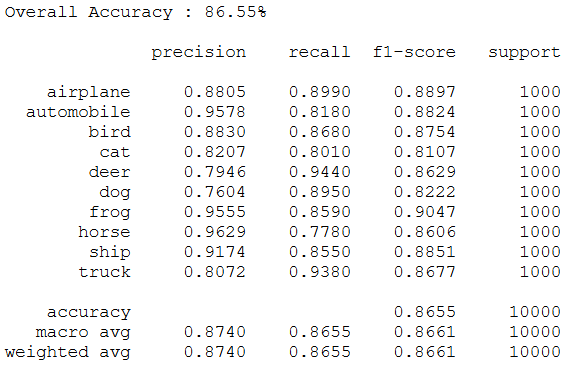 Overall Accuracy : 86.55%
precision recall f1-score support
airplane 0.8805 0.8990 0.8897 1000
automobile 0.9578 0.8180 0.8824 1000
bird 0.8830 0.8680 0.8754 1000
cat 0.8207 0.8010 0.8107 1000
deer 0.7946 0.9440 0.8629 1000
dog 0.7604 0.8950 0.8222 1000
frog 0.9555 0.8590 0.9047 1000
horse 0.9629 0.7780 0.8606 1000
ship 0.9174 0.8550 0.8851 1000
truck 0.8072 0.9380 0.8677 1000
accuracy 0.8655 10000
macro avg 0.8740 0.8655 0.8661 10000
weighted avg 0.8740 0.8655 0.8661 10000